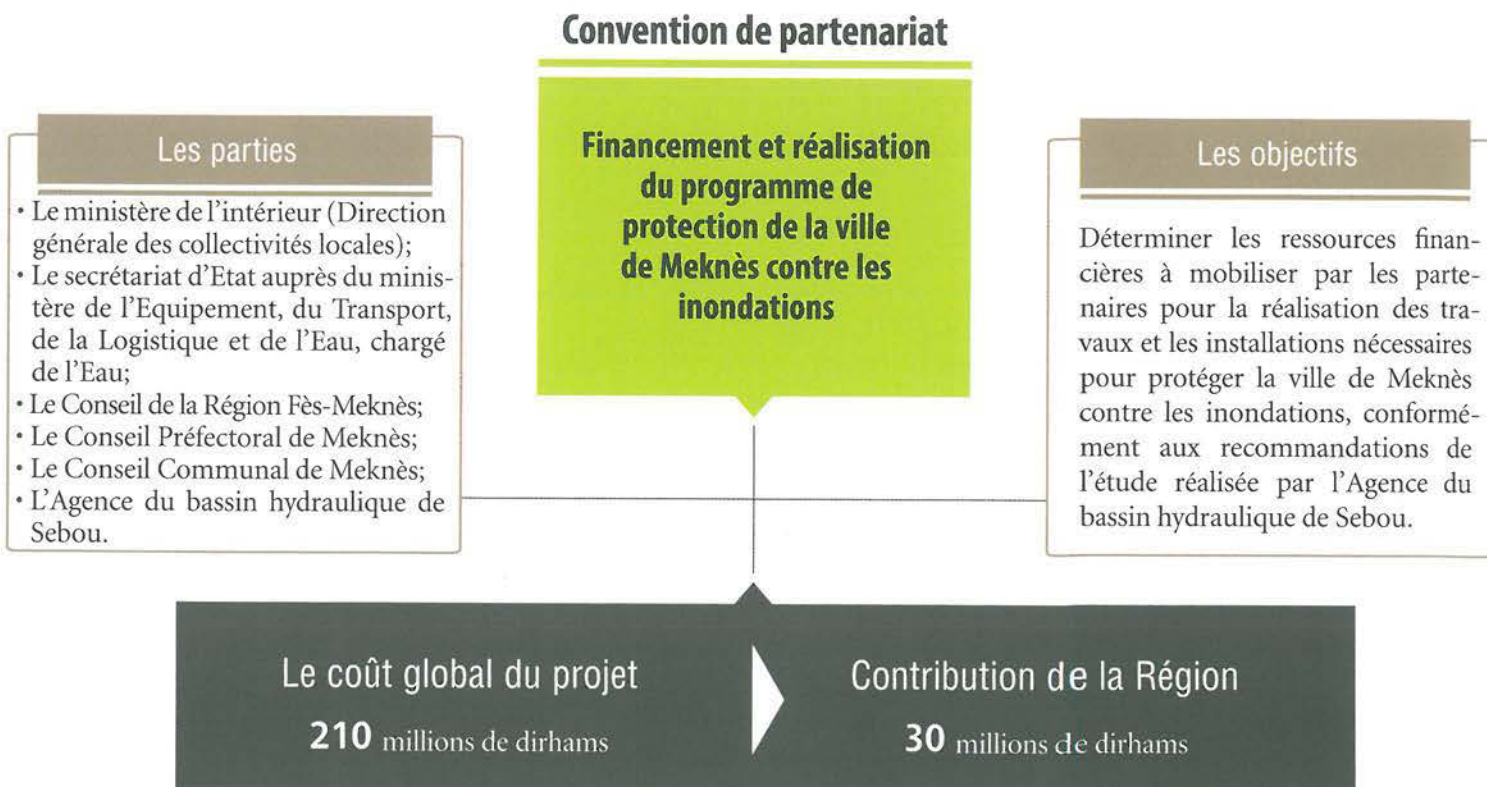 Convention de partenariat
Financement et réalisation
du programme de
protection de la ville
de Meknès contre les
inondations
Les parties
• Le ministère de l'intérieur (Direction
générale des collectivités locales);
• Le secrétariat d'Etat auprès du minis-
tère de l'Equipement, du Transport,
de la Logistique et de l'Eau, chargé
de l'Eau;
• Le Conseil de la Région Fès-Meknès;
• Le Conseil Préfectoral de Meknès;
• Le Conseil Communal de Meknès;
• L'Agence du bassin hydraulique de
Sebou.
Les objectifs
Déterminer les ressources finan-
cières à mobiliser par les parte-
naires pour la réalisation des tra-
vaux et les installations nécessaires
pour protéger la ville de Meknès
contre les inondations, conformé-
ment aux recommandations de
l'étude réalisée par l'Agence du
bassin hydraulique de Sebou.
Le coût global du projet
210 millions de dirhams
Contribution de la Région
30 millions de dirhams